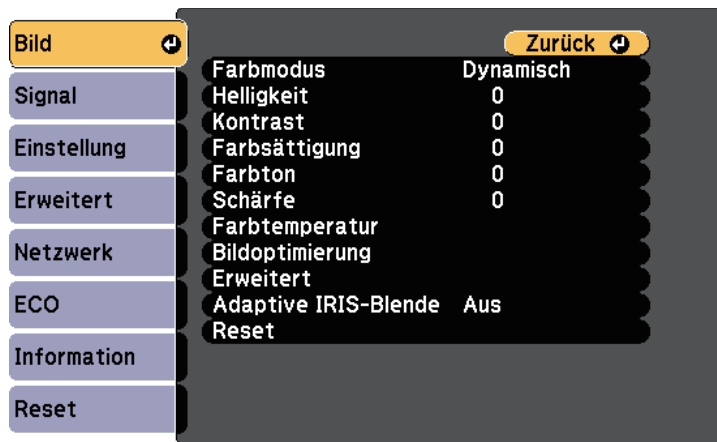 Bild
Signal
Einstellung
Erweitert
Netzwerk
ECO
Information
Reset
Zurück
Farbmodus Dynamisch
Helligkeit 0
Kontrast 0
Farbsättigung 0
Farbton 0
Schärfe 0
Farbtemperatur
Bildoptimierung
Erweitert
Adaptive IRIS-Blende Aus
Reset